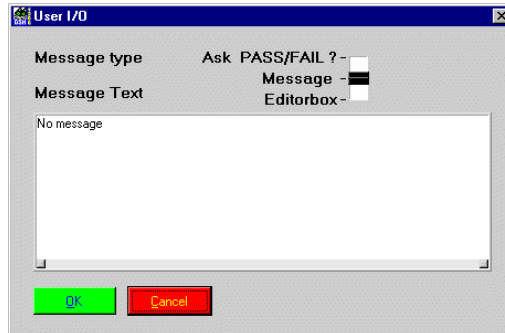 User I/O
Message type
Ask PASS/FAIL ?-
Message -
Message Text
Editorbox-
No message
OK
Cancel